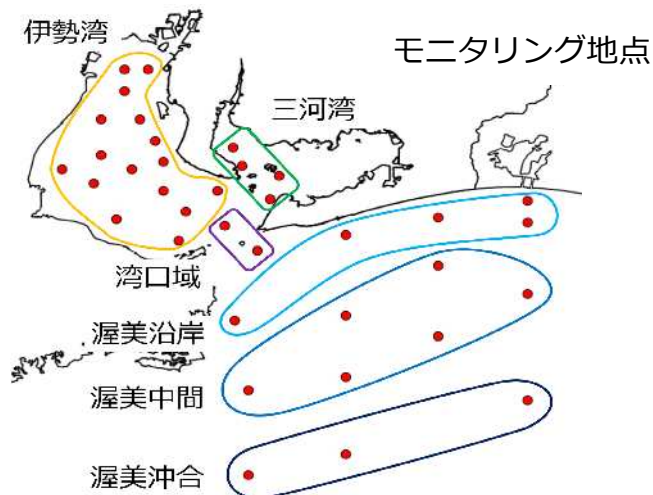 伊勢湾
モニタリング地点
三河湾
湾口域
渥美沿岸
渥美中間
渥美沖合